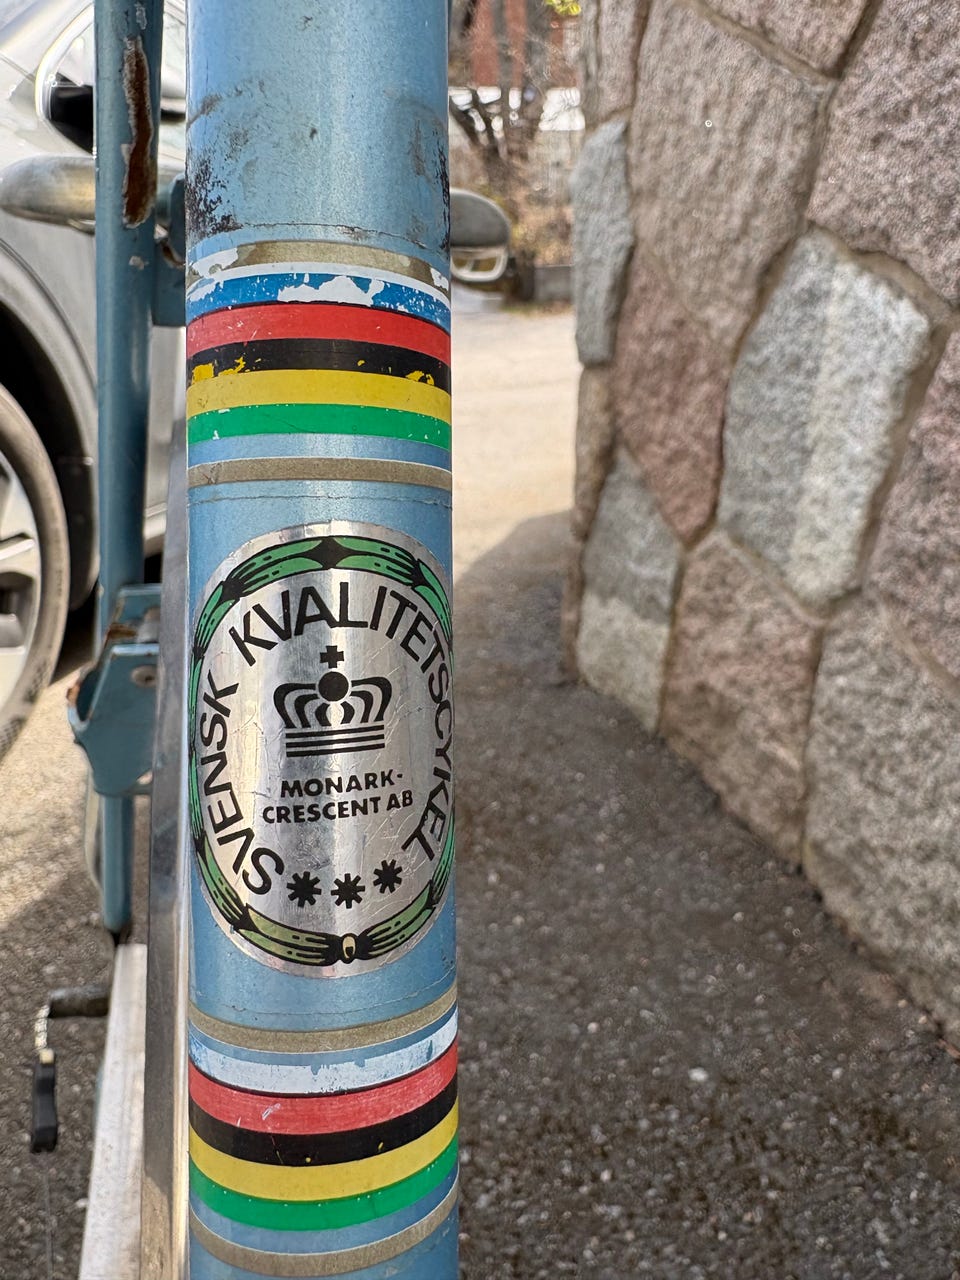 SVENSK KVALITETSCYKEL
MONARK-
CRESCENT AB